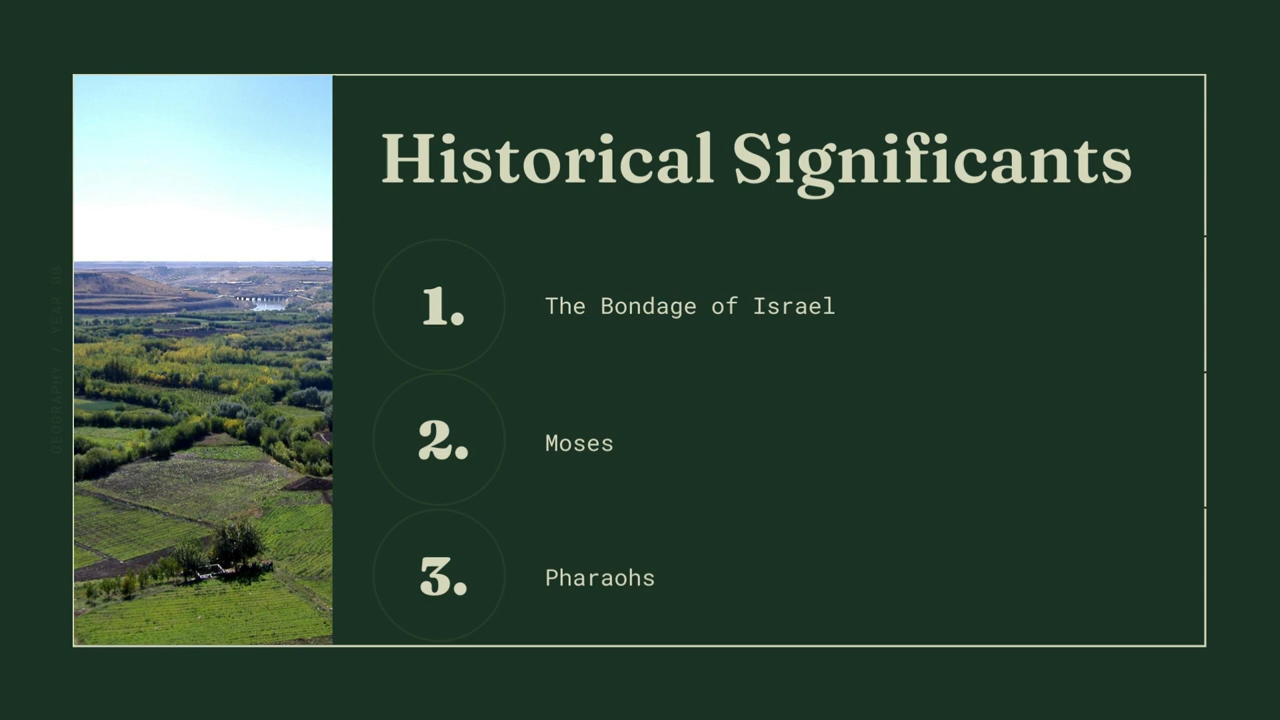 Historical Significants
1.
The Bondage of Israel
2.
Moses
3.
Pharaohs